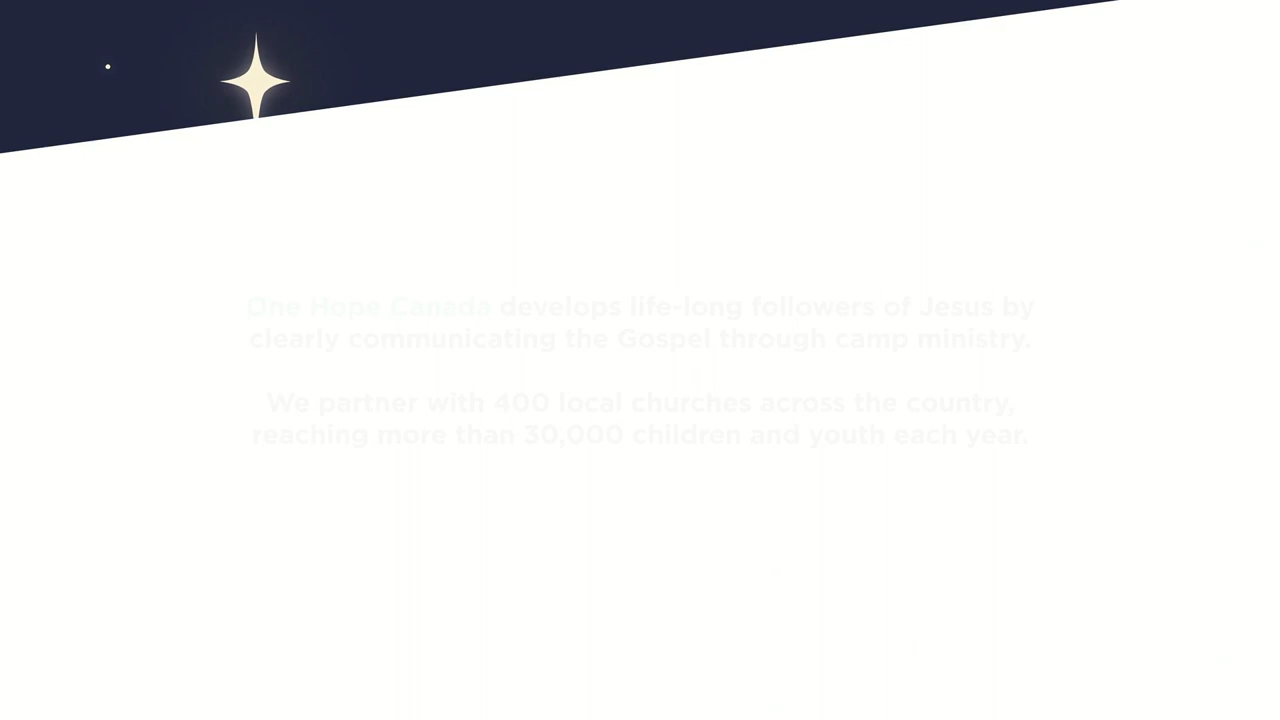 One Hope Canada develops life-long followers of Jesus by
clearly communicating the Gospel through camp ministry.
We partner with 400 local churches across the country,
reaching more than 30,000 children and youth each year.